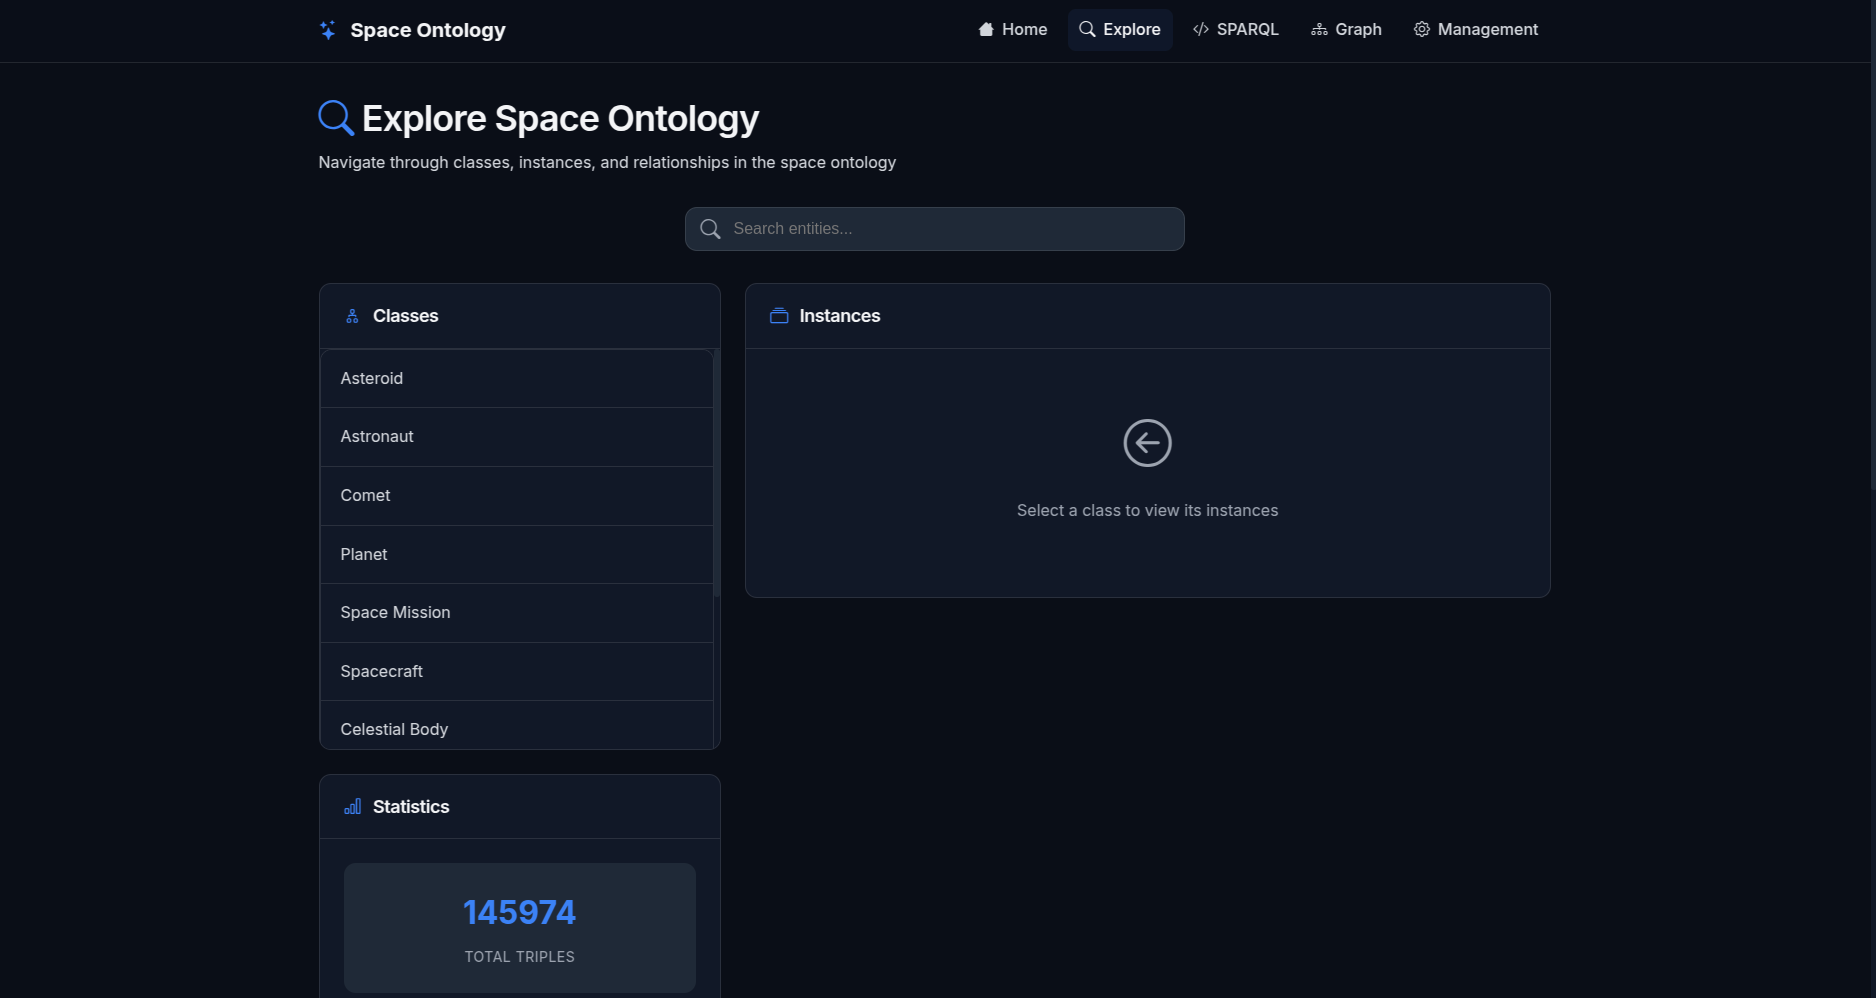 Space Ontology
Home
Explore
SPARQL
Graph
Management
Explore Space Ontology
Navigate through classes, instances, and relationships in the space ontology
Search entities...
Classes
Asteroid
Astronaut
Comet
Planet
Space Mission
Spacecraft
Celestial Body
Instances
Select a class to view its instances
Statistics
145974
TOTAL TRIPLES